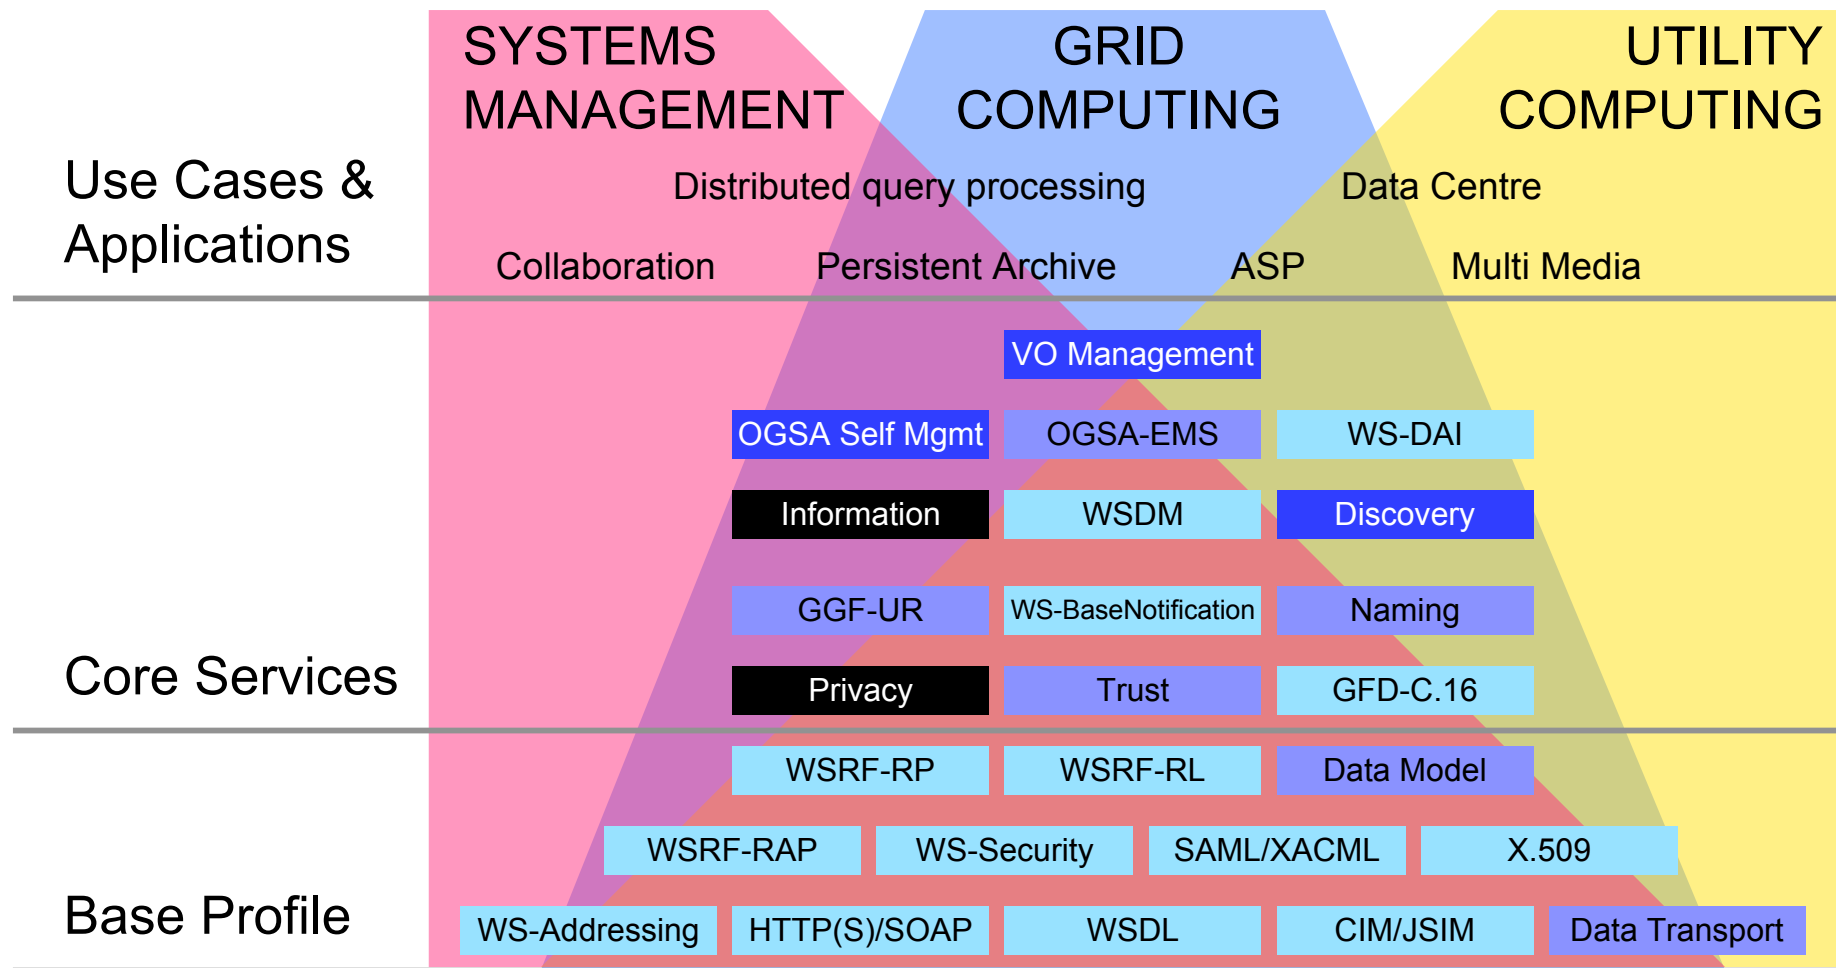 SYSTEMS
MANAGEMENT
GRID
COMPUTING
UTILITY
COMPUTING
Use Cases &
Applications
Distributed query processing
Data Centre
Collaboration
Persistent Archive
ASP
Multi Media
VO Management
OGSA Self Mgmt
OGSA-EMS
WS-DAI
Information
WSDM
Discovery
GGF-UR
WS-BaseNotification
Naming
Core Services
Privacy
Trust
GFD-C.16
WSRF-RP
WSRF-RL
Data Model
WSRF-RAP
WS-Security
SAML/XACML
X.509
Base Profile
WS-Addressing
HTTP(S)/SOAP
WSDL
CIM/JSIM
Data Transport